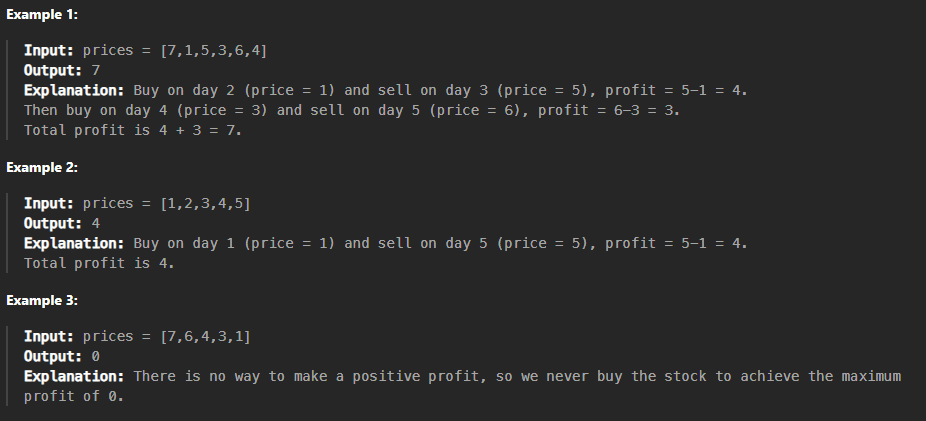 Example 1:
Input: prices = [7,1,5,3,6,4]
Output: 7
Explanation: Buy on day 2 (price = 1) and sell on day 3 (price = 5), profit = 5-1 = 4.
Then buy on day 4 (price = 3) and sell on day 5 (price = 6), profit = 6-3 = 3.
Total profit is 4 + 3 = 7.
Example 2:
Input: prices = [1,2,3,4,5]
Output: 4
Explanation: Buy on day 1 (price = 1) and sell on day 5 (price = 5), profit = 5-1 = 4.
Total profit is 4.
Example 3:
Input: prices = [7,6,4,3,1]
Output: 0
Explanation: There is no way to make a positive profit, so we never buy the stock to achieve the maximum
profit of 0.